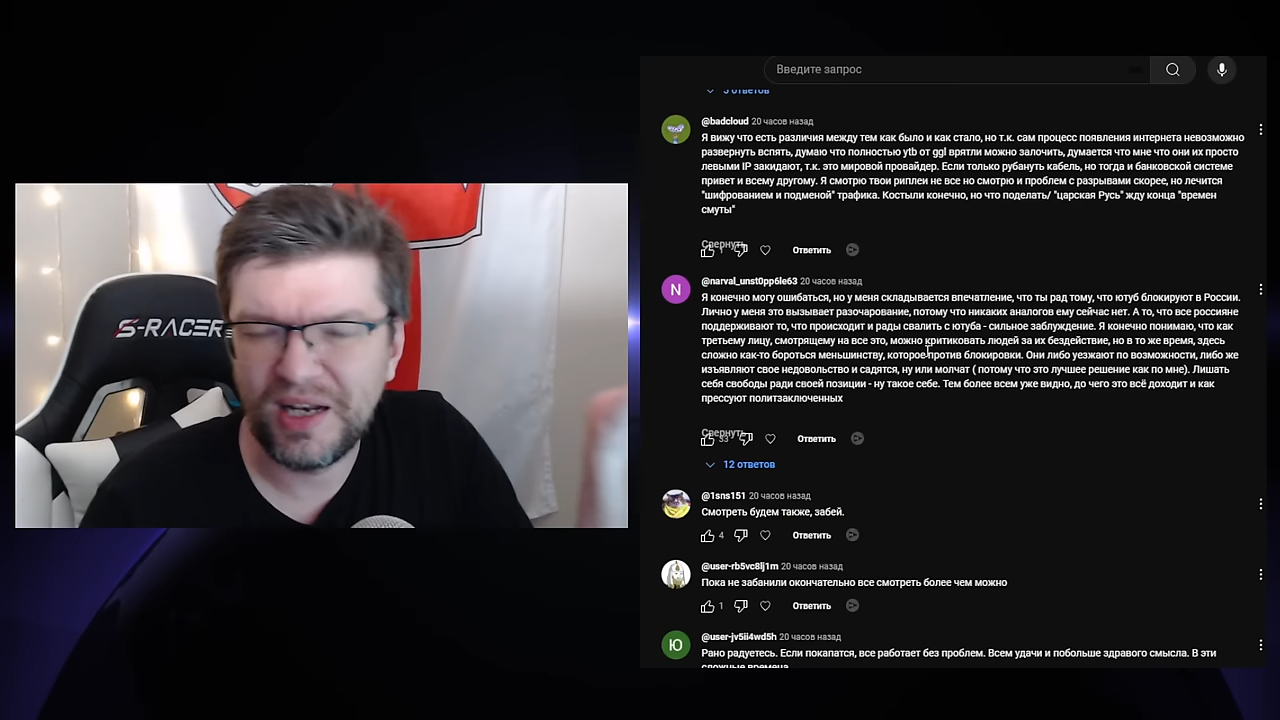 Введите запрос
5 ответов
@badcloud 20 часов назад
Я вижу что есть различия между тем как было и как стало, но т.к. сам процесс появления интернета невозможно
развернуть вспять, думаю что полностью ytb от ggl врятли можно залочить, думается что мне что они их просто
левыми IP закидают, т.к. это мировой провайдер. Если только рубануть кабель, но тогда и банковской системе
привет и всему другому. Я смотрю твои риплеи не все но смотрю и проблем с разрывами скорее, но лечится
"шифрованием и подменой" трафика. Костыли конечно, но что поделать/ "царская Русь" жду конца "времен
смуты"
Свернуть
1 Ответить
S-RACER
N
@narval_unst0pp6le63 20 часов назад
Я конечно могу ошибаться, но у меня складывается впечатление, что ты рад тому, что ютуб блокируют в России.
Лично у меня это вызывает разочарование, потому что никаких аналогов ему сейчас нет. А то, что все россияне
поддерживают то, что происходит и рады свалить с ютуба - сильное заблуждение. Я конечно понимаю, что как
третьему лицу, смотрящему на все это, можно критиковать людей за их бездействие, но в то же время, здесь
сложно как-то бороться меньшинству, которое против блокировки. Они либо уезжают по возможности, либо же
изъявляют свое недовольство и садятся, ну или молчат ( потому что это лучшее решение как по мне). Лишать
себя свободы ради своей позиции - ну такое себе. Тем более всем уже видно, до чего это всё доходит и как
прессуют политзаключенных
Свернуть
33 Ответить
12 ответов
@1sns151 20 часов назад
Смотреть будем также, забей.
4 Ответить
@user-rb5vc8lj1m 20 часов назад
Пока не забанили окончательно все смотреть более чем можно
1 Ответить
Ю
@user-jv5ii4wd5h 20 часов назад
Рано радуетесь. Если покапатся, все работает без проблем. Всем удачи и побольше здравого смысла. В эти
сложные времена